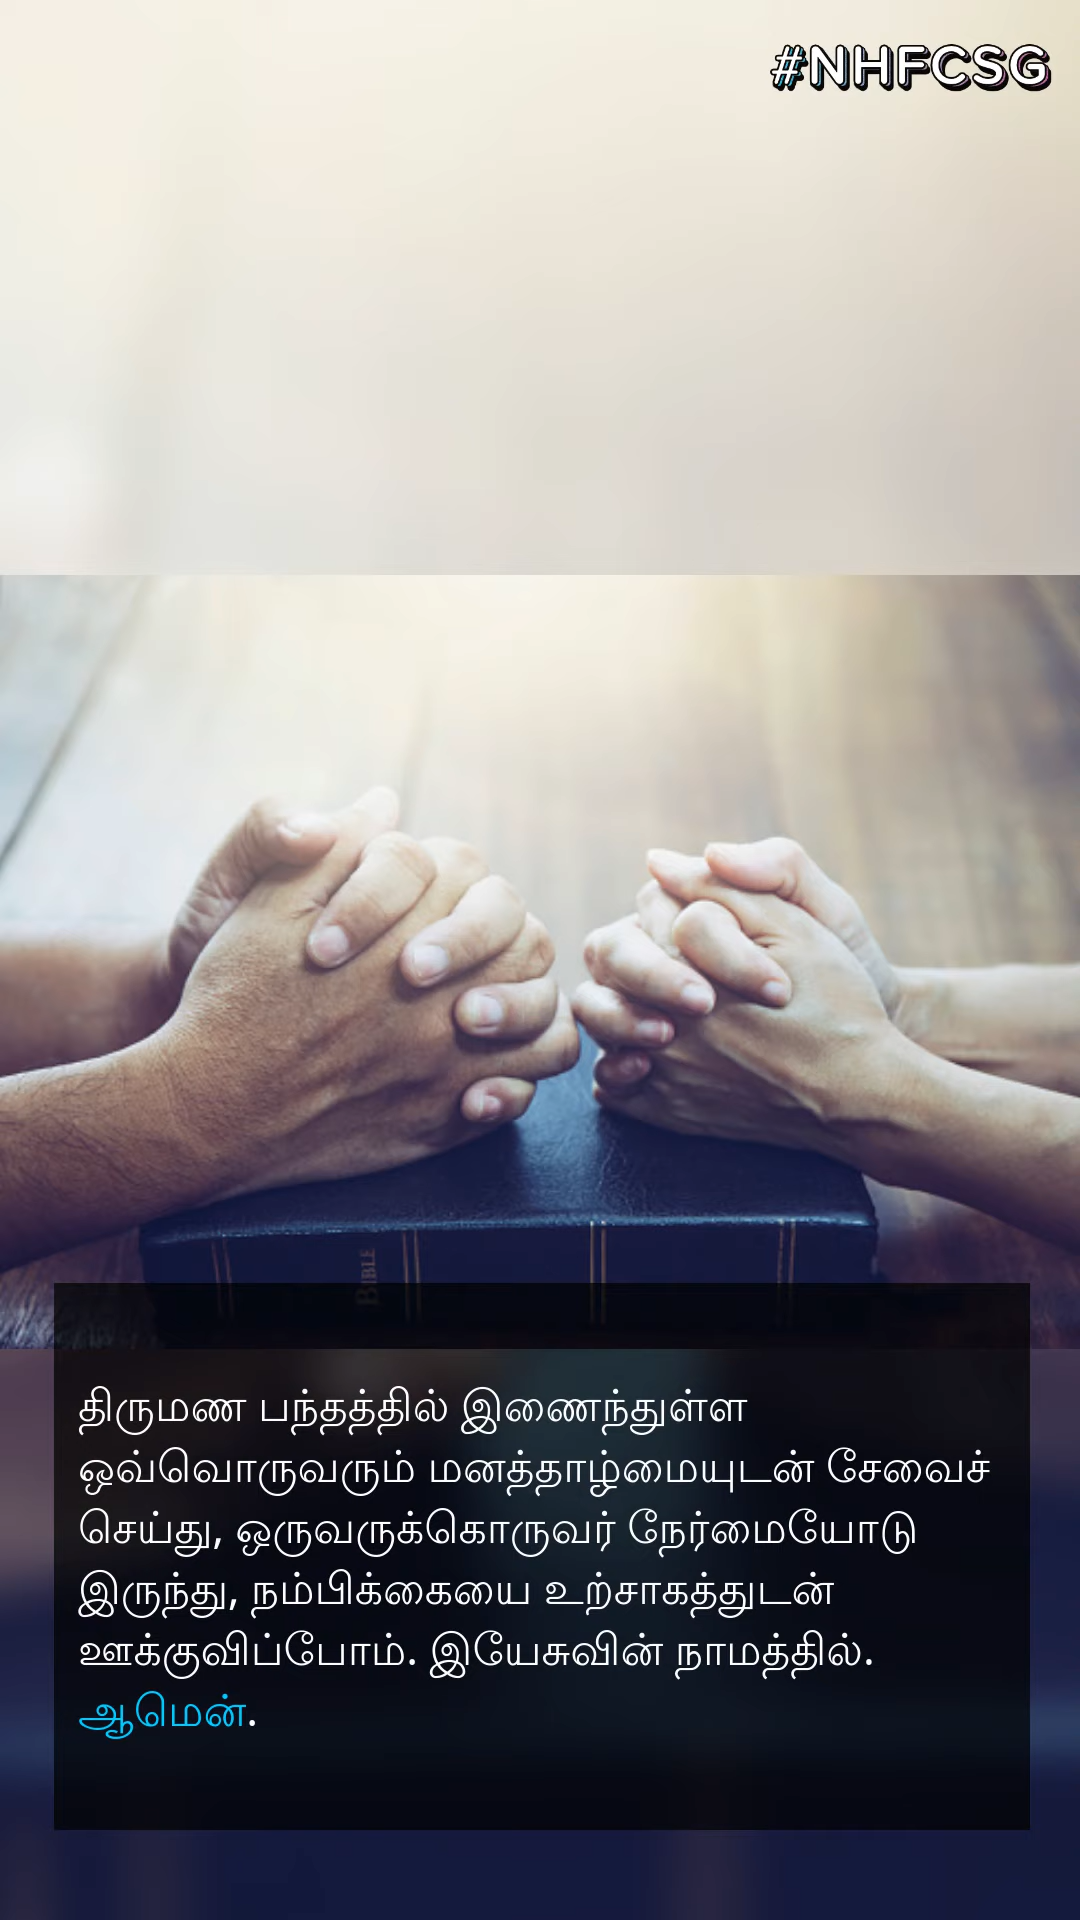 #NHFCSG
BIBLE
திருமண பந்தத்தில் இணைந்துள்ள
ஒவ்வொருவரும் மனத்தாழ்மையுடன் சேவைச்
செய்து, ஒருவருக்கொருவர் நேர்மையோடு
இருந்து, நம்பிக்கையை உற்சாகத்துடன்
ஊக்குவிப்போம். இயேசுவின் நாமத்தில்.
ஆமென்.